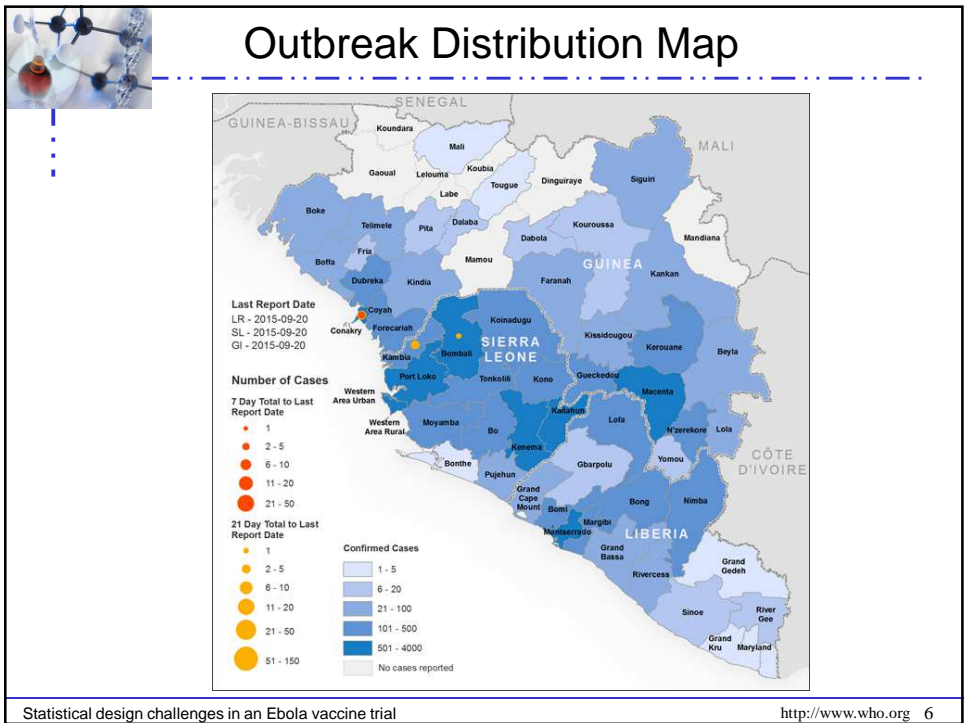 Outbreak Distribution Map
SENEGAL
GUINEA-BISSAU
Koundara
MALI
Mali
Gaoual
Lelouma
Koubia
Labe
Tougue
Dinguiraye
Siguiri
Boke
Telimele
Pita
Dalaba
Dabola
Kouroussa
Mandiana
Fria
Boffa
Mamou
GUINEA
Kankan
Dubreka
Kindia
Faranah
Last Report Date
LR - 2015-09-20
SL - 2015-09-20
GI - 2015-09-20
Coyah
Conakry
Forecariah
Koinadugu
Kissidougou
Kerouane
Beyla
Kambia
Bombali
SIERRA
LEONE
Port Loko
Tonkolili
Kono
Gueckedou
Macenta
Number of Cases
7 Day Total to Last
Report Date
1
2 - 5
6 - 10
11 - 20
21 - 50
Western
Area Urban
Western
Area Rural
Moyamba
Bo
Kailahun
Kenema
Lofa
N'zerekore
Lola
Bonthe
Pujehun
Gbarpolu
Yomou
CÔTE
D'IVOIRE
Grand
Cape
Mount
Bomi
Bong
Nimba
Montserrado
Margibi
LIBERIA
Grand
Bassa
Rivercess
Grand
Gedeh
Sinoe
River
Gee
Grand
Kru
Maryland
21 Day Total to Last
Report Date
1
2 - 5
6 - 10
11 - 20
21 - 50
51 - 150
Confirmed Cases
1 - 5
6 - 20
21 - 100
101 - 500
501 - 4000
No cases reported
Statistical design challenges in an Ebola vaccine trial
http://www.who.org 6